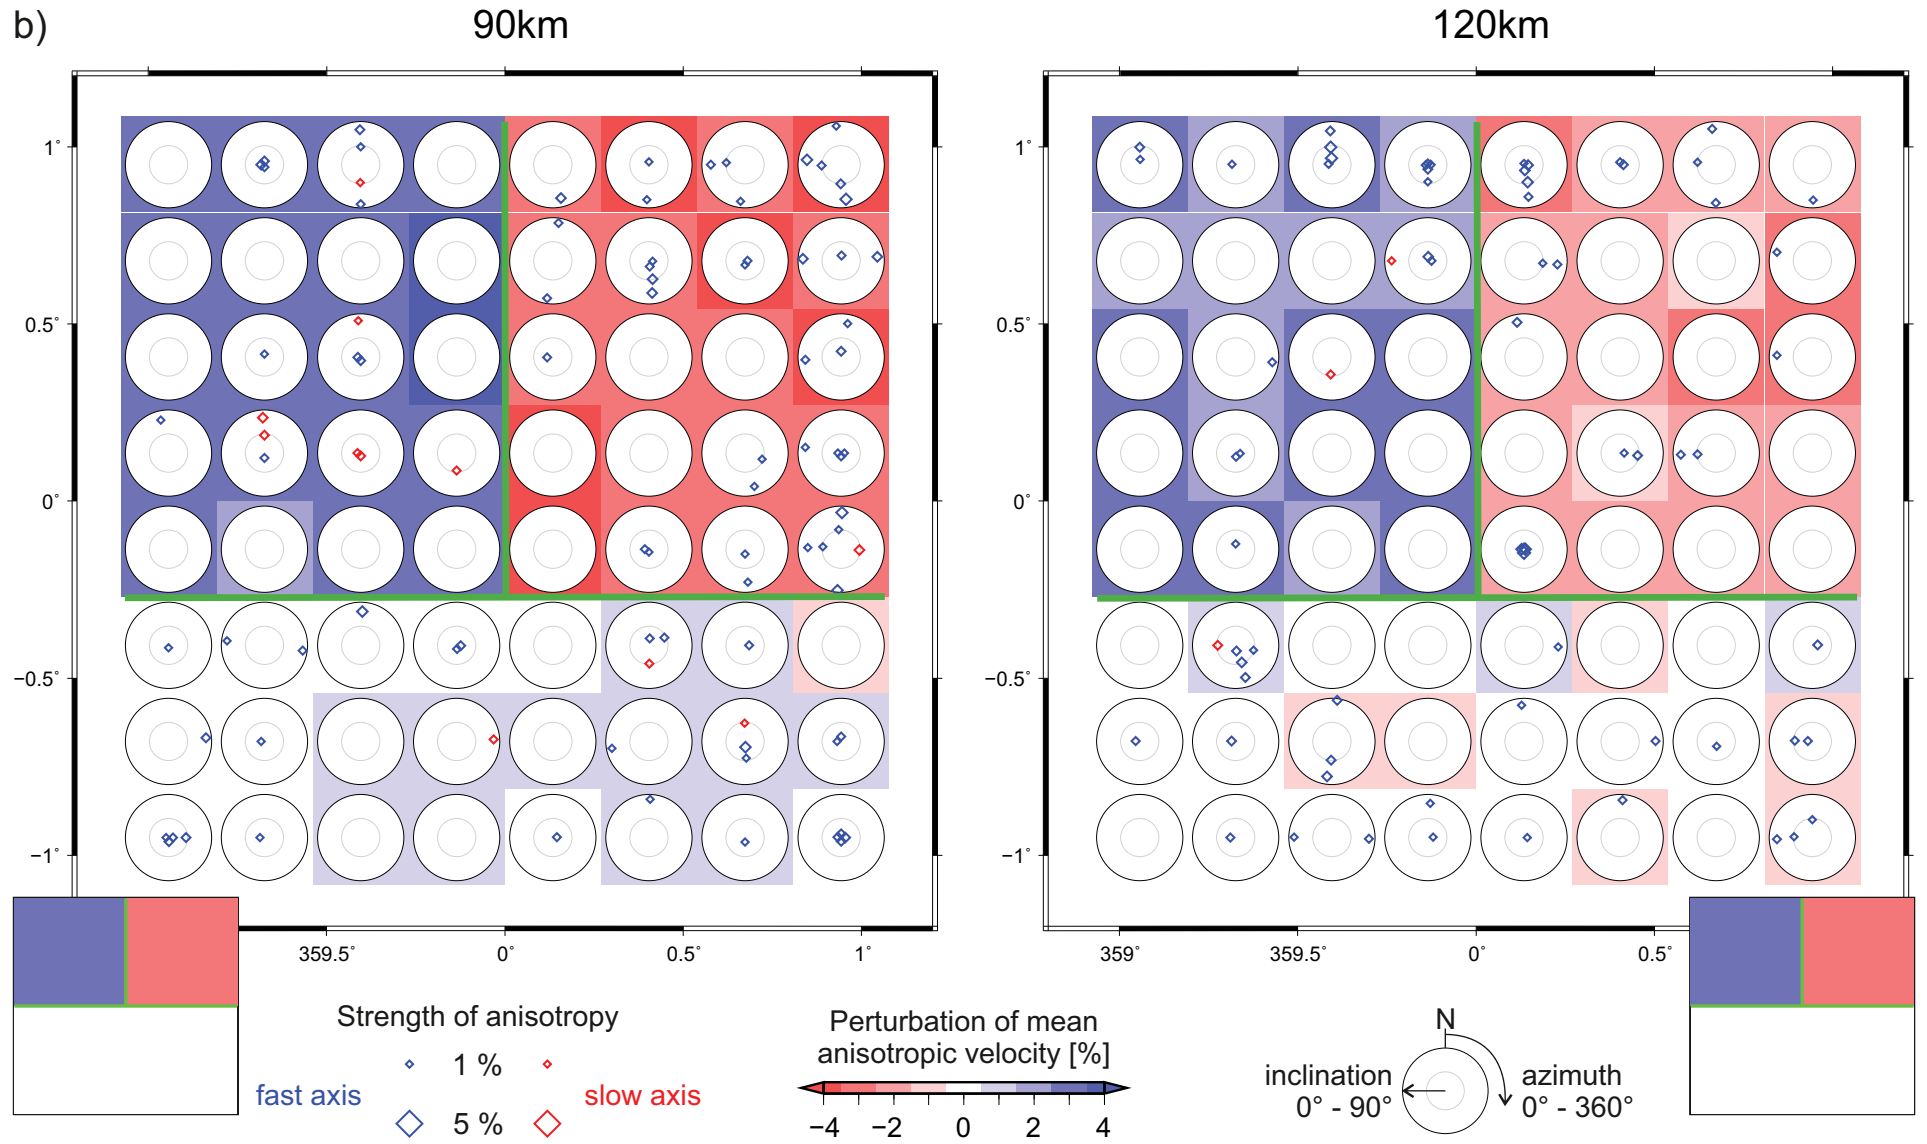 b)
90km
120km
1°
0.5°
0°
−0.5°
−1°
1°
0.5°
0°
−0.5°
−1°
359.5°
0°
0.5°
1°
359°
359.5°
0°
0.5°
Strength of anisotropy
1 %
fast axis
slow axis
5 %
Perturbation of mean
anisotropic velocity [%]
−4
−2
0
2
4
N
inclination
0° - 90°
azimuth
0° - 360°